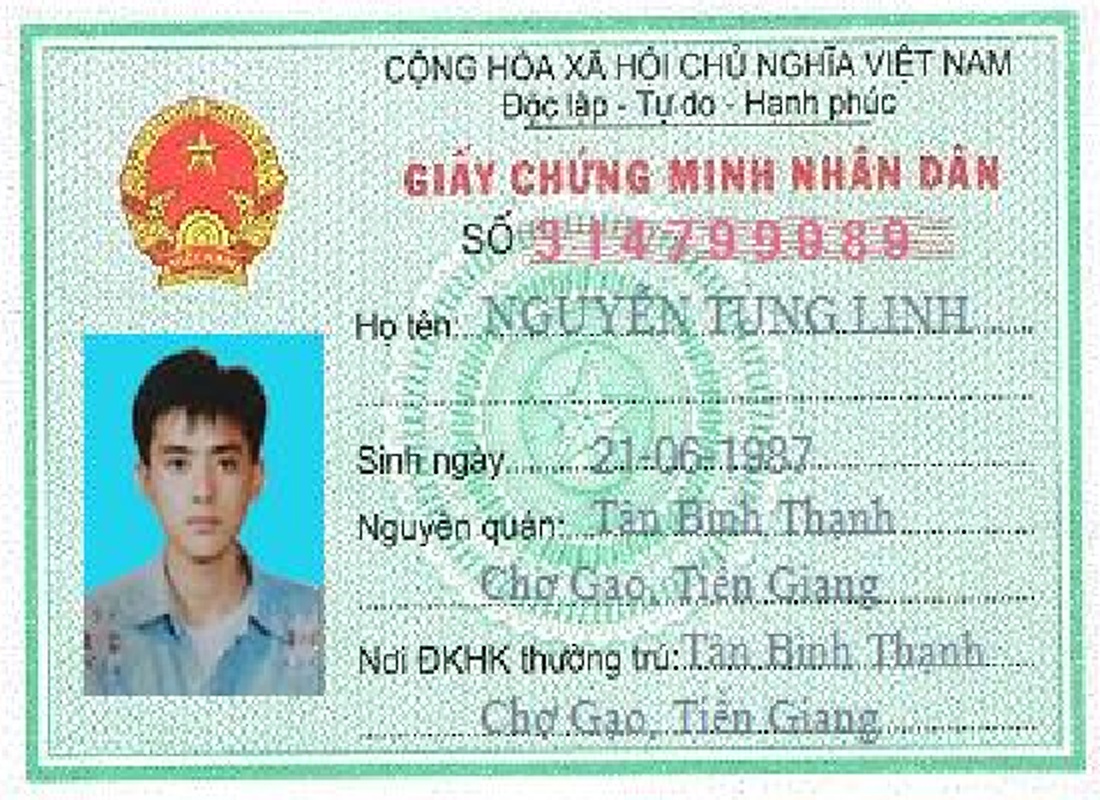 CỘNG HÒA XÃ HỘI CHỦ NGHĨA VIỆT NAM
Độc lập - Tự do - Hạnh phúc
GIẤY CHỨNG MINH NHÂN DÂN
SỐ 314799989
Họ tên: NGUYỄN TÙNG LINH
Sinh ngày 21-06-1987
Nguyên quán: Tân Bình Thạnh
Chợ Gạo, Tiền Giang
Nơi ĐKHK thường trú: Tân Bình Thạnh
Chợ Gạo, Tiền Giang